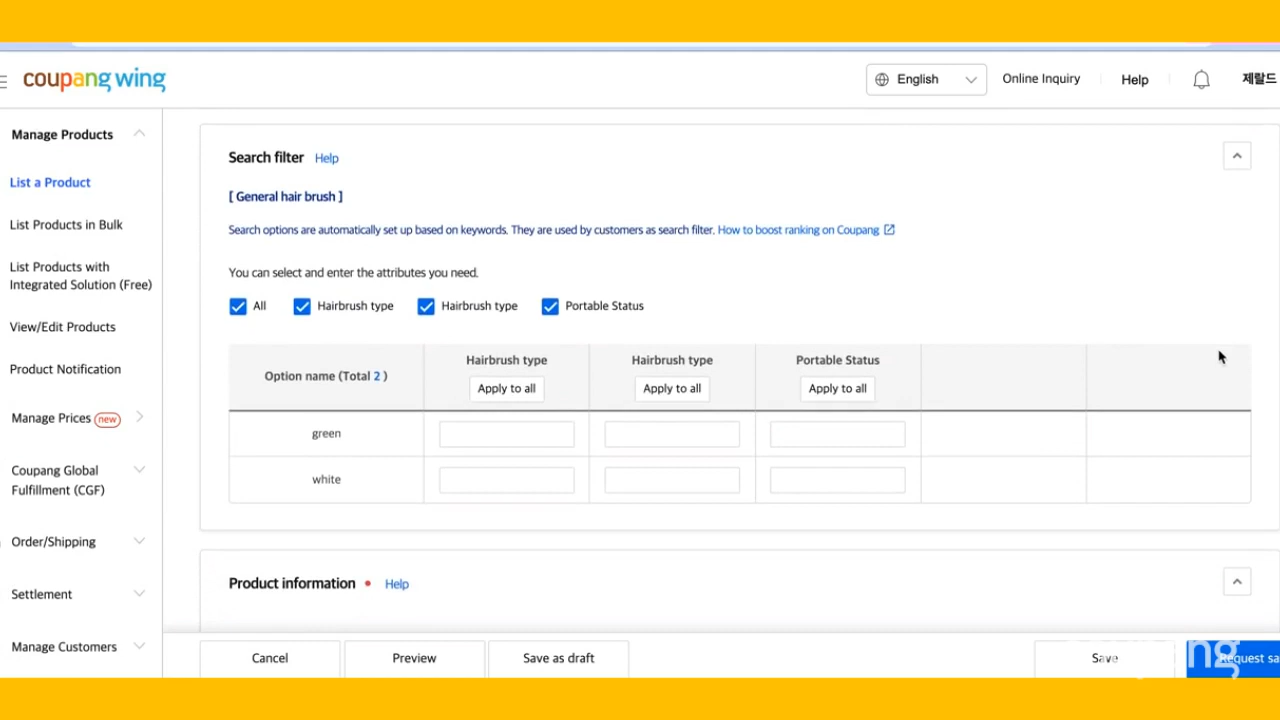 coupang wing
English
Online Inquiry
Help
제랄드
Manage Products
List a Product
List Products in Bulk
List Products with
Integrated Solution (Free)
View/Edit Products
Product Notification
Manage Prices new
Coupang Global
Fulfillment (CGF)
Order/Shipping
Settlement
Manage Customers
Search filter Help
[ General hair brush ]
Search options are automatically set up based on keywords. They are used by customers as search filter. How to boost ranking on Coupang
You can select and enter the attributes you need.
All Hairbrush type Hairbrush type Portable Status
Option name (Total 2 ) Hairbrush type Hairbrush type Portable Status
Apply to all Apply to all Apply to all
green
white
Product information • Help
Cancel Preview Save as draft Save Request sa